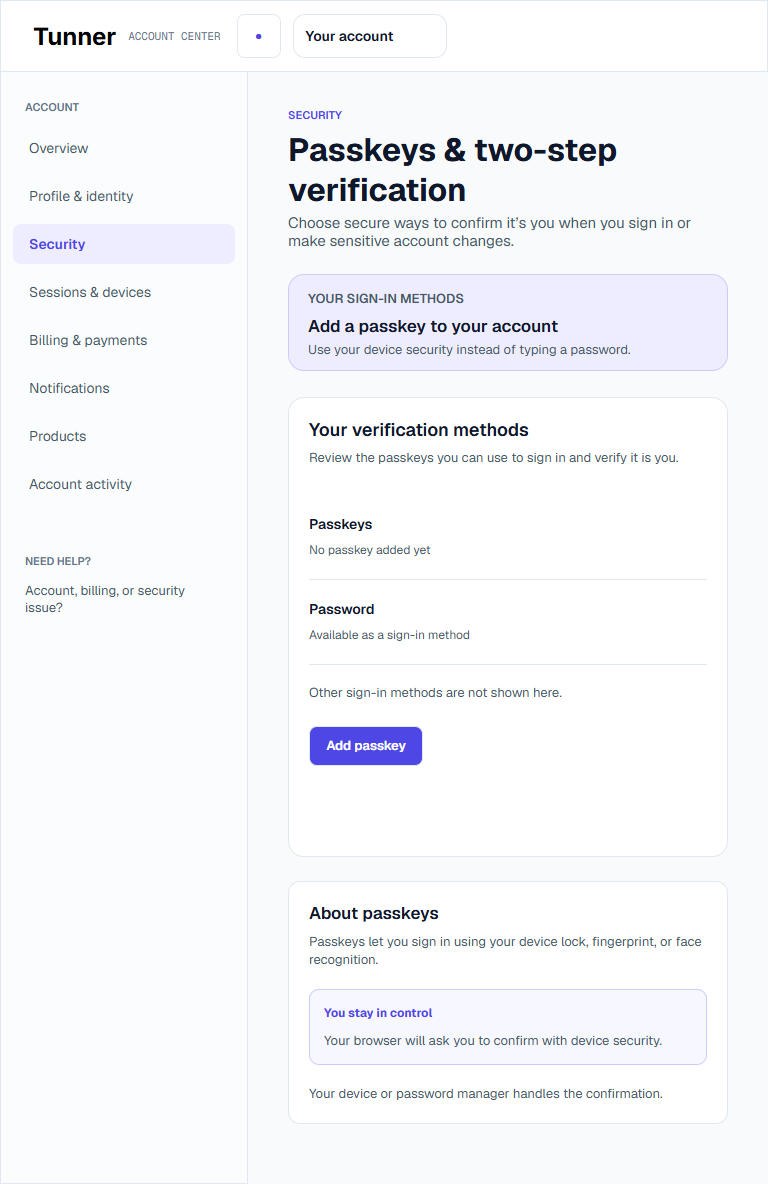 Tunner
ACCOUNT CENTER
Your account
ACCOUNT
Overview
Profile & identity
Security
Sessions & devices
Billing & payments
Notifications
Products
Account activity
NEED HELP?
Account, billing, or security
issue?
SECURITY
Passkeys & two-step
verification
Choose secure ways to confirm it’s you when you sign in or
make sensitive account changes.
YOUR SIGN-IN METHODS
Add a passkey to your account
Use your device security instead of typing a password.
Your verification methods
Review the passkeys you can use to sign in and verify it is you.
Passkeys
No passkey added yet
Password
Available as a sign-in method
Other sign-in methods are not shown here.
Add passkey
About passkeys
Passkeys let you sign in using your device lock, fingerprint, or face
recognition.
You stay in control
Your browser will ask you to confirm with device security.
Your device or password manager handles the confirmation.